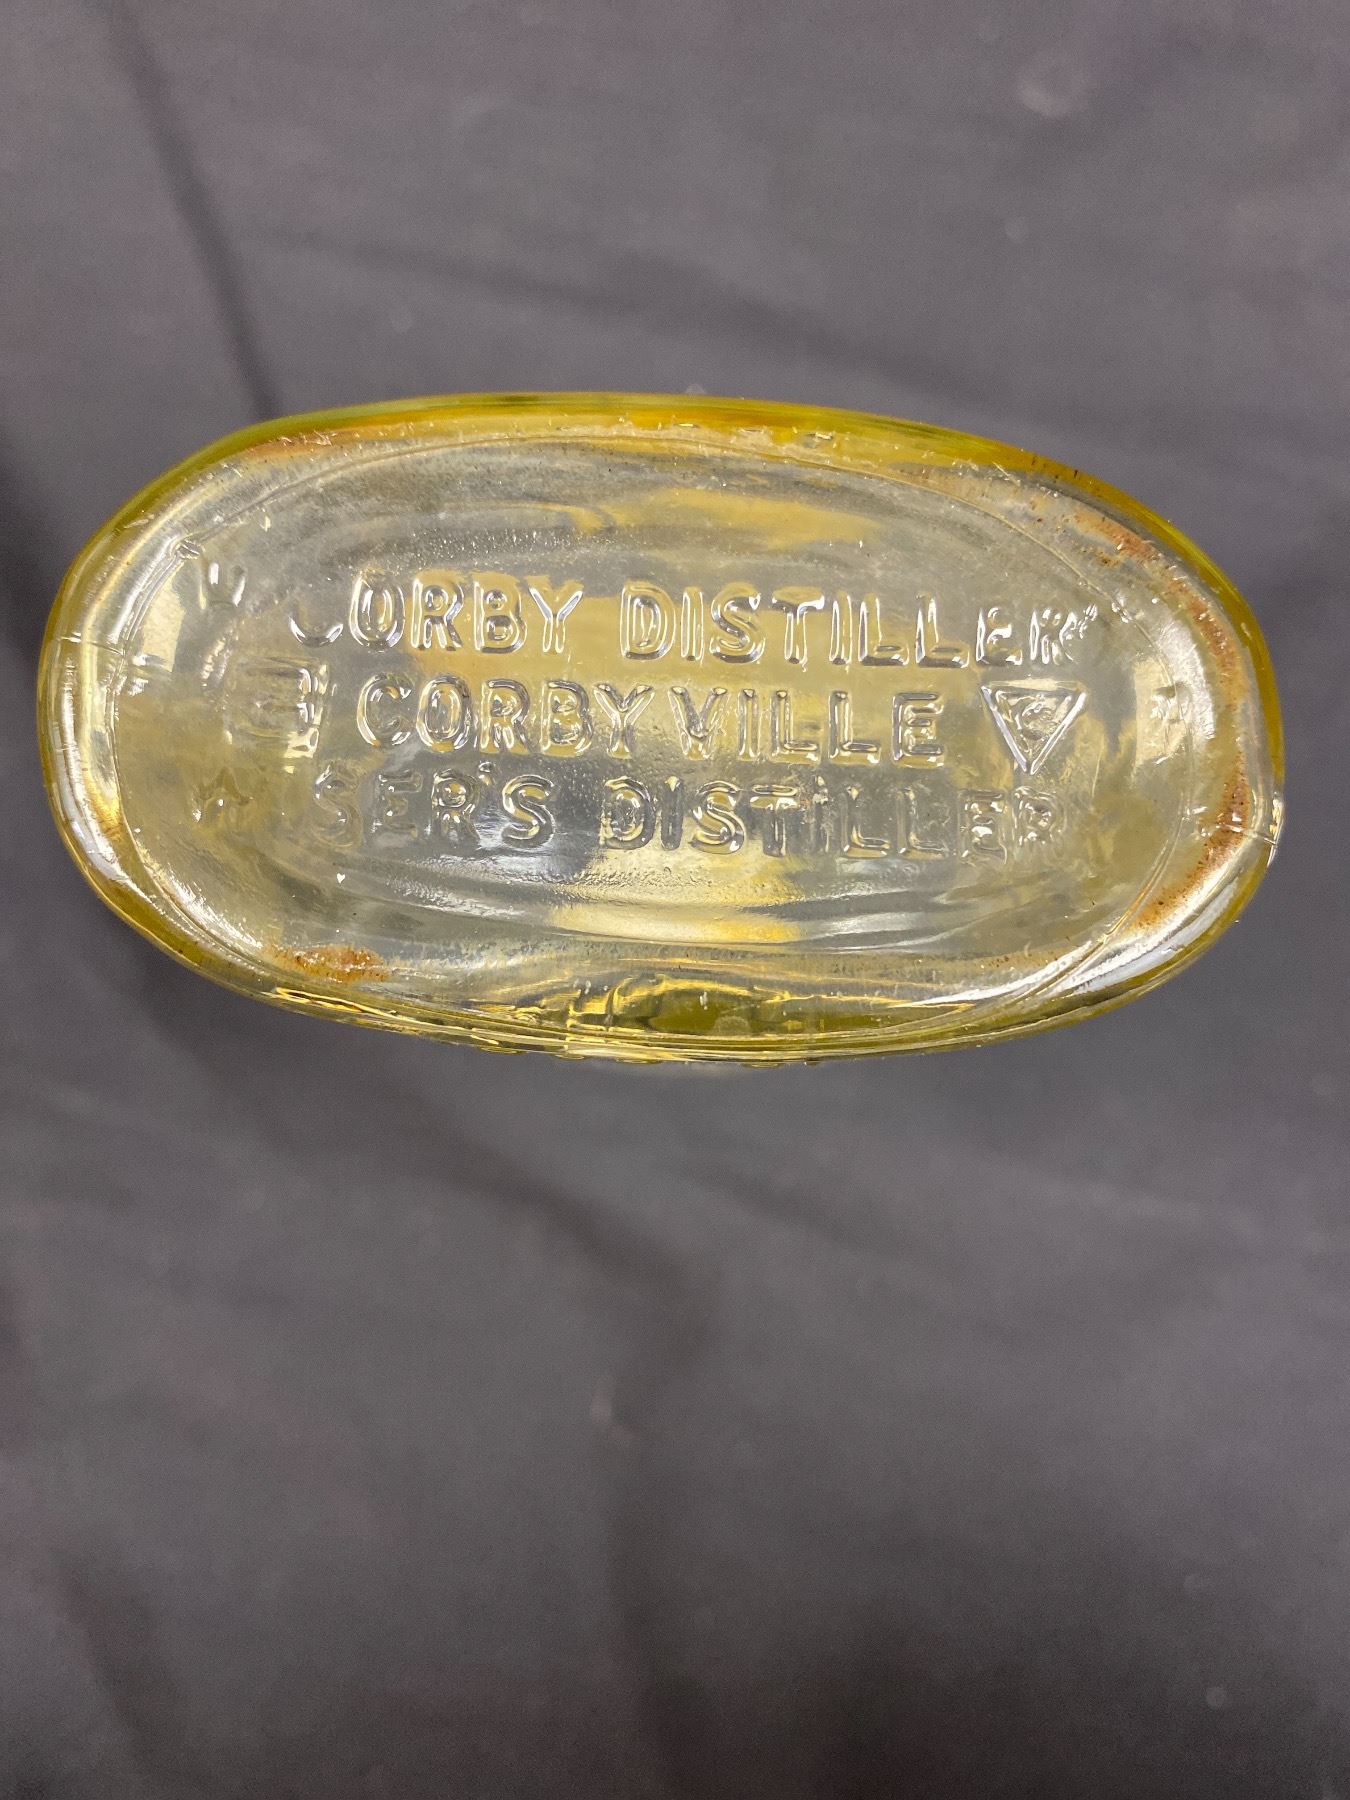 H CORBY DISTILLER
CORBYVILLE C
SER'S DISTILLER